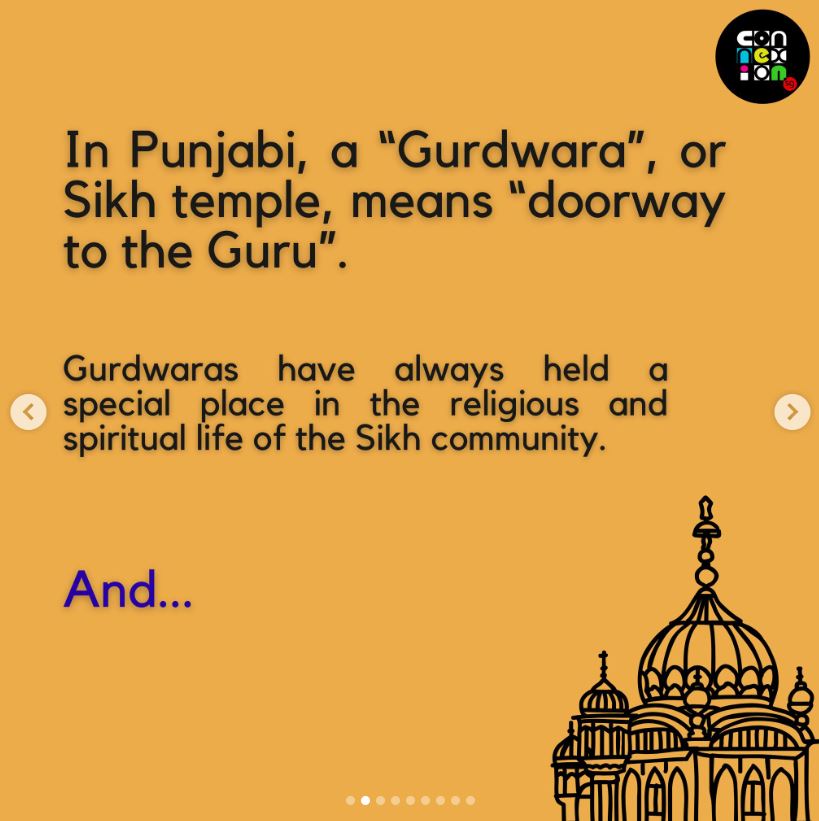 con
nex
ion
SG
In Punjabi, a “Gurdwara”, or
Sikh temple, means “doorway
to the Guru”.
Gurdwaras have always held a
special place in the religious and
spiritual life of the Sikh community.
And...